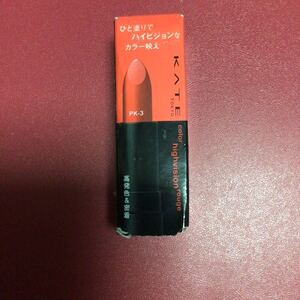 ひと塗りで
ハイビジョンな
カラー映え
KATE
TOKYO
PK-3
color
highvision rouge
高発色&密着